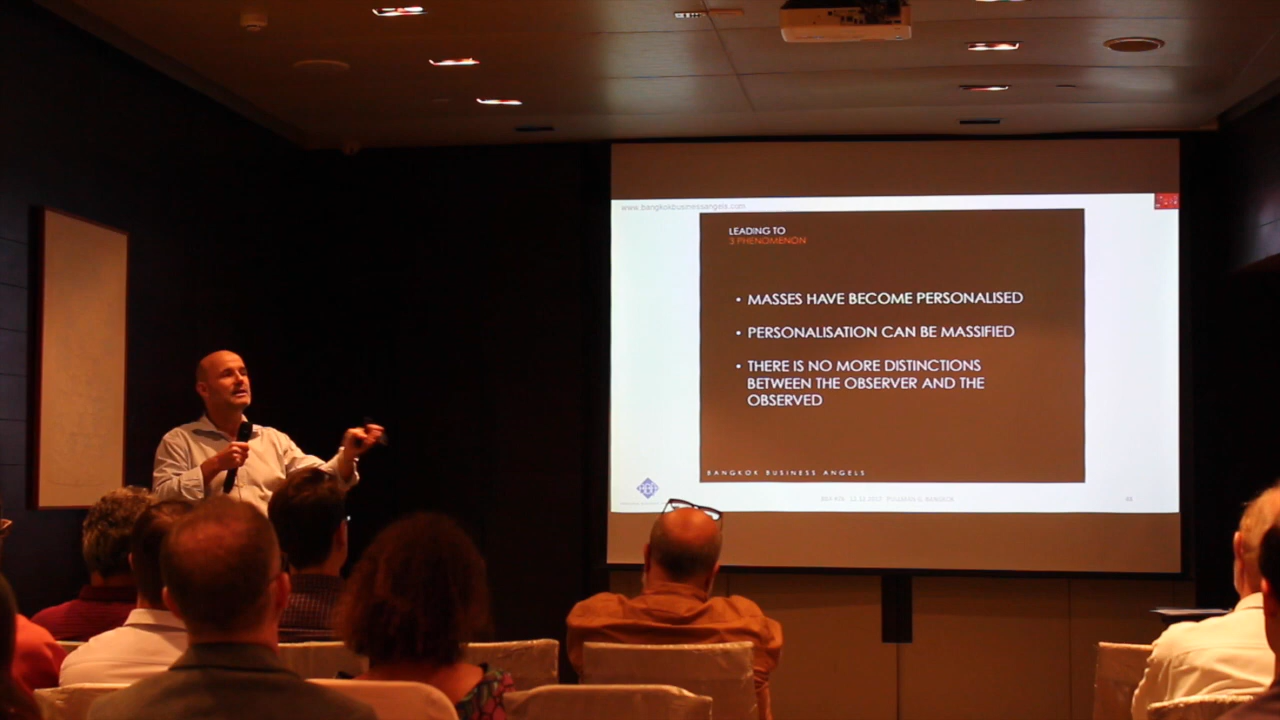 www.bangkokbusinessangels.com
LEADING TO
3 PHENOMENON
• MASSES HAVE BECOME PERSONALISED
• PERSONALISATION CAN BE MASSIFIED
• THERE IS NO MORE DISTINCTIONS
BETWEEN THE OBSERVER AND THE
OBSERVED
BANGKOK BUSINESS ANGELS